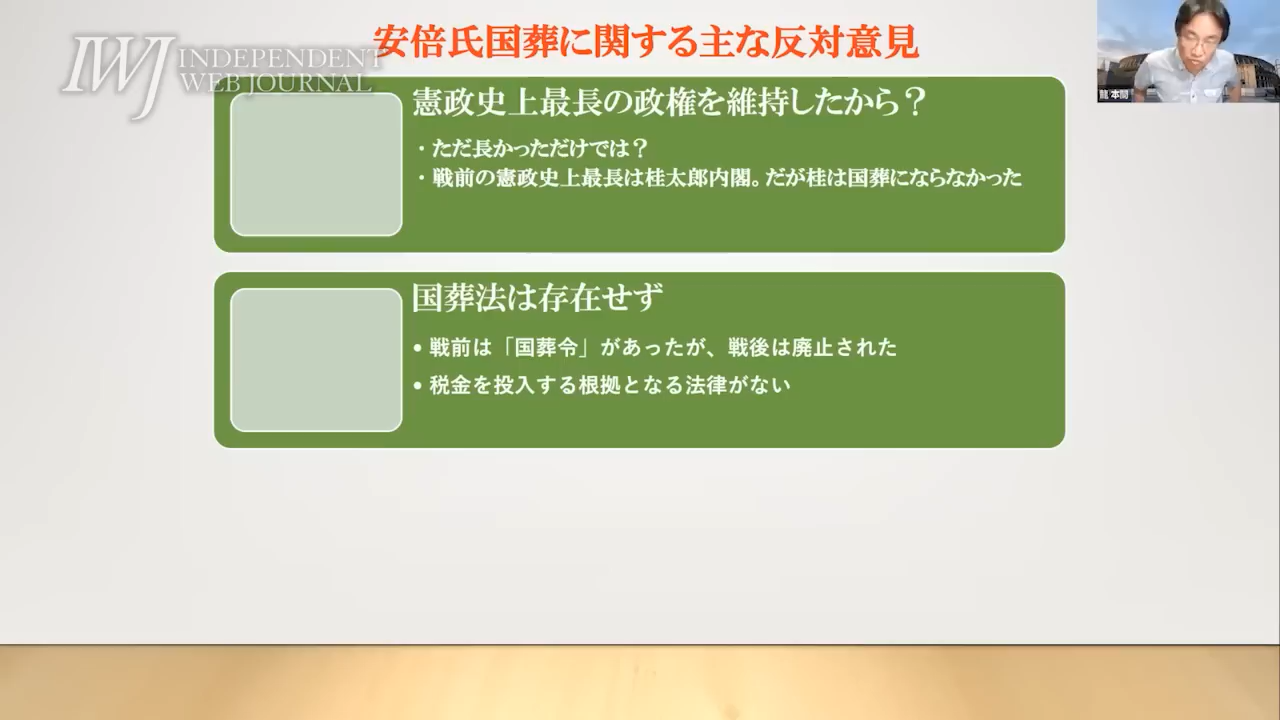 安倍氏国葬に関する主な反対意見
IWJ INDEPENDENT
WEB JOURNAL
憲政史上最長の政権を維持したから？
・ただ長かっただけでは？
・戦前の憲政史上最長は桂太郎内閣。だが桂は国葬にならなかった
国葬法は存在せず
• 戦前は「国葬令」があったが、戦後は廃止された
• 税金を投入する根拠となる法律がない
本間